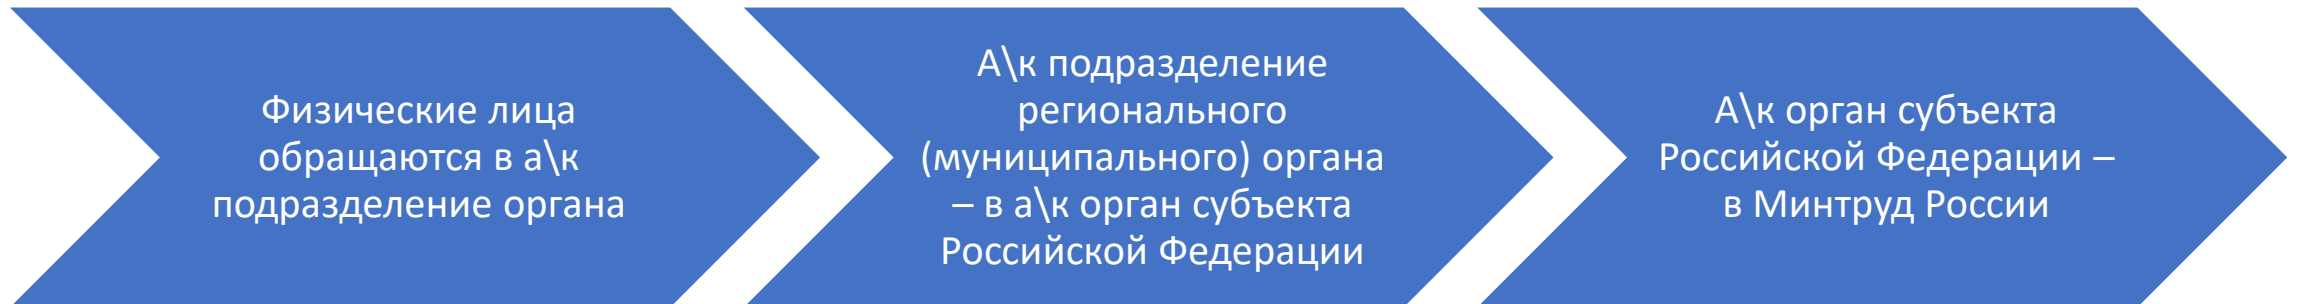 Физические лица
обращаются в а\к
подразделение органа
А\к подразделение
регионального
(муниципального) органа
– в а\к орган субъекта
Российской Федерации
А\к орган субъекта
Российской Федерации –
в Минтруд России